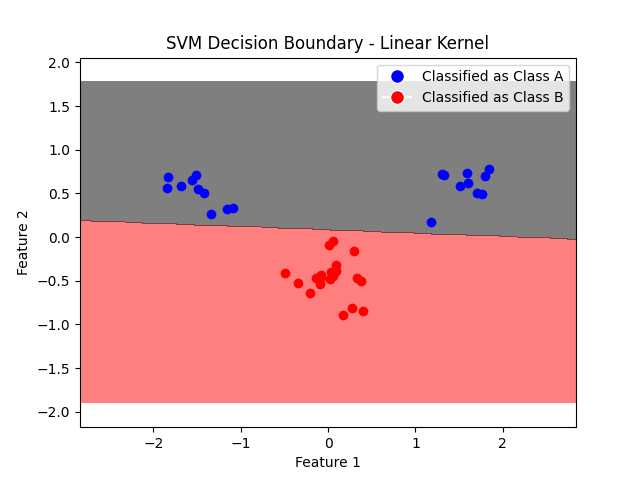 SVM Decision Boundary - Linear Kernel
Classified as Class A
Classified as Class B
2.0
1.5
1.0
0.5
0.0
−0.5
−1.0
−1.5
−2.0
Feature 2
−2
−1
0
1
2
Feature 1